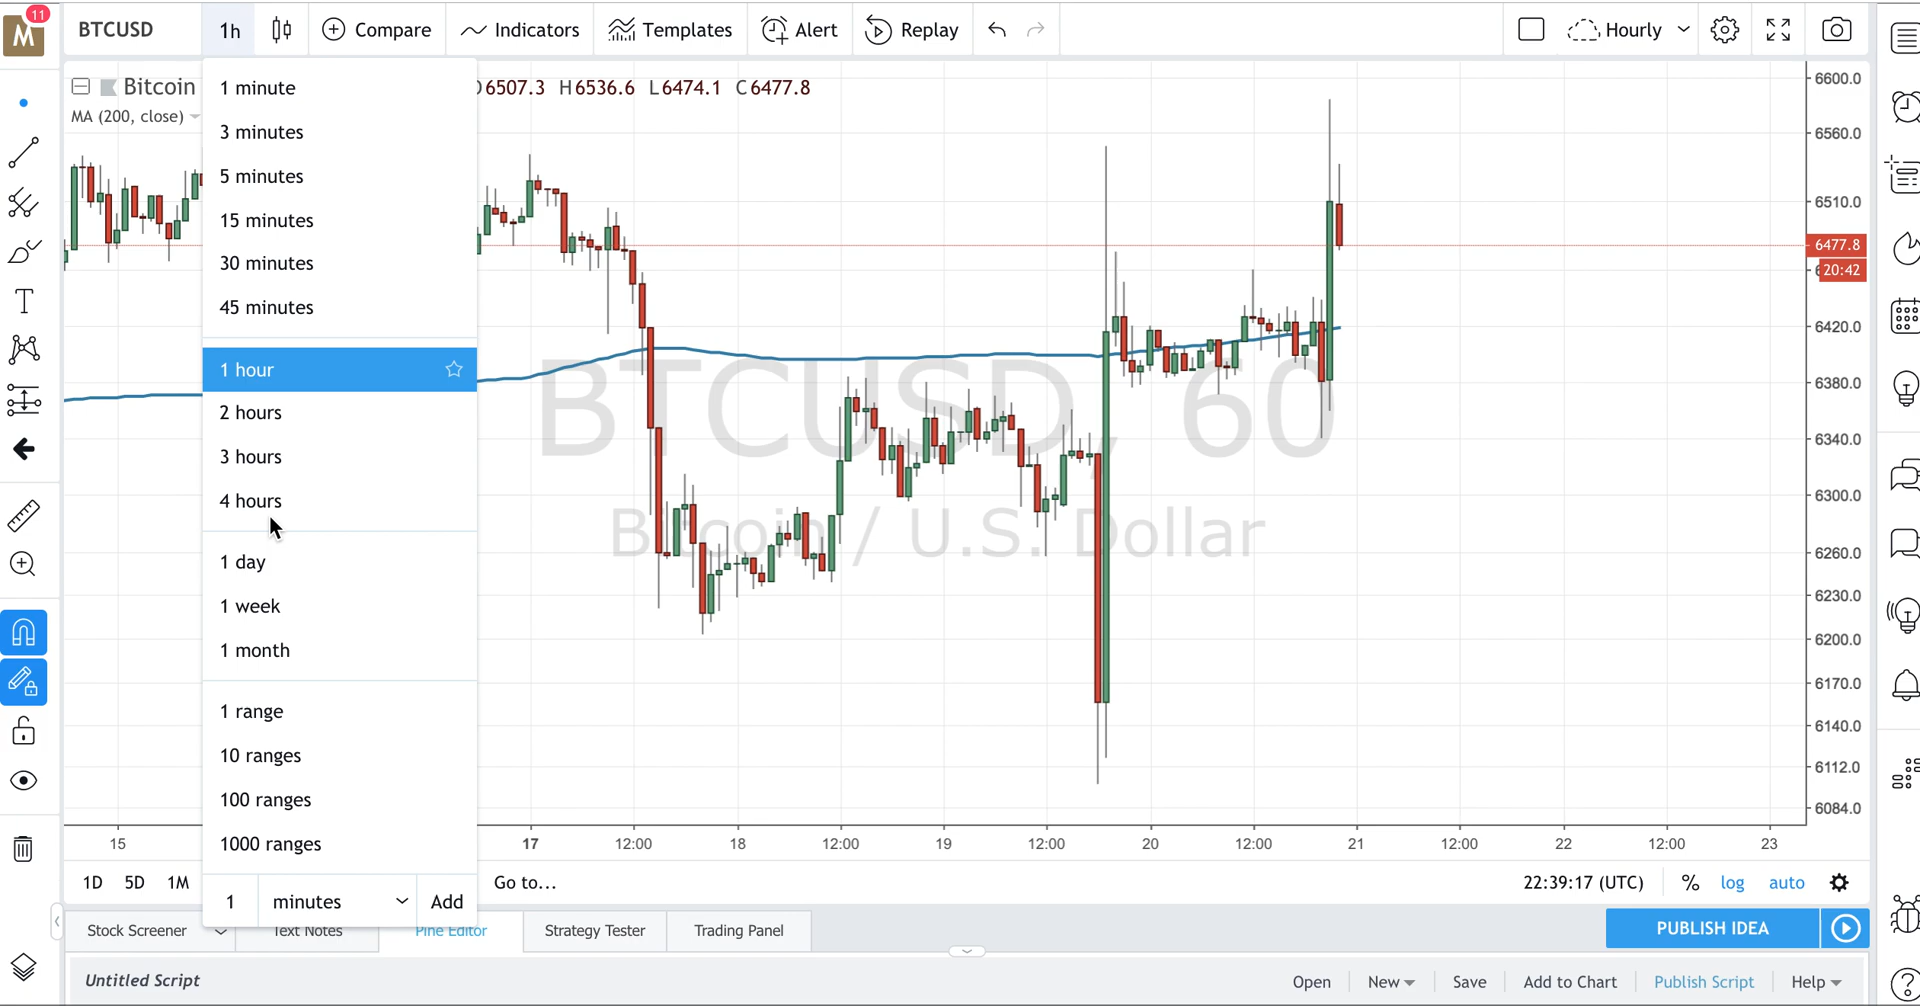 11
M
BTCUSD
1h
Compare
Indicators
Templates
Alert
Replay
Hourly
Bitcoin
6507.3 H6536.6 L6474.1 C6477.8
MA (200, close)
1 minute
3 minutes
5 minutes
15 minutes
30 minutes
45 minutes
1 hour
2 hours
3 hours
4 hours
1 day
1 week
1 month
1 range
10 ranges
100 ranges
1000 ranges
1 minutes Add
BTCUSD, 60
Bitcoin / U.S. Dollar
6600.0
6560.0
6510.0
6477.8
20:42
6420.0
6380.0
6340.0
6300.0
6260.0
6230.0
6200.0
6170.0
6140.0
6112.0
6084.0
15 17 12:00 18 12:00 19 12:00 20 12:00 21 12:00 22 12:00 23
1D 5D 1M Go to... 22:39:17 (UTC) % log auto
Stock Screener Text Notes Pine Editor Strategy Tester Trading Panel PUBLISH IDEA
Untitled Script Open New Save Add to Chart Publish Script Help